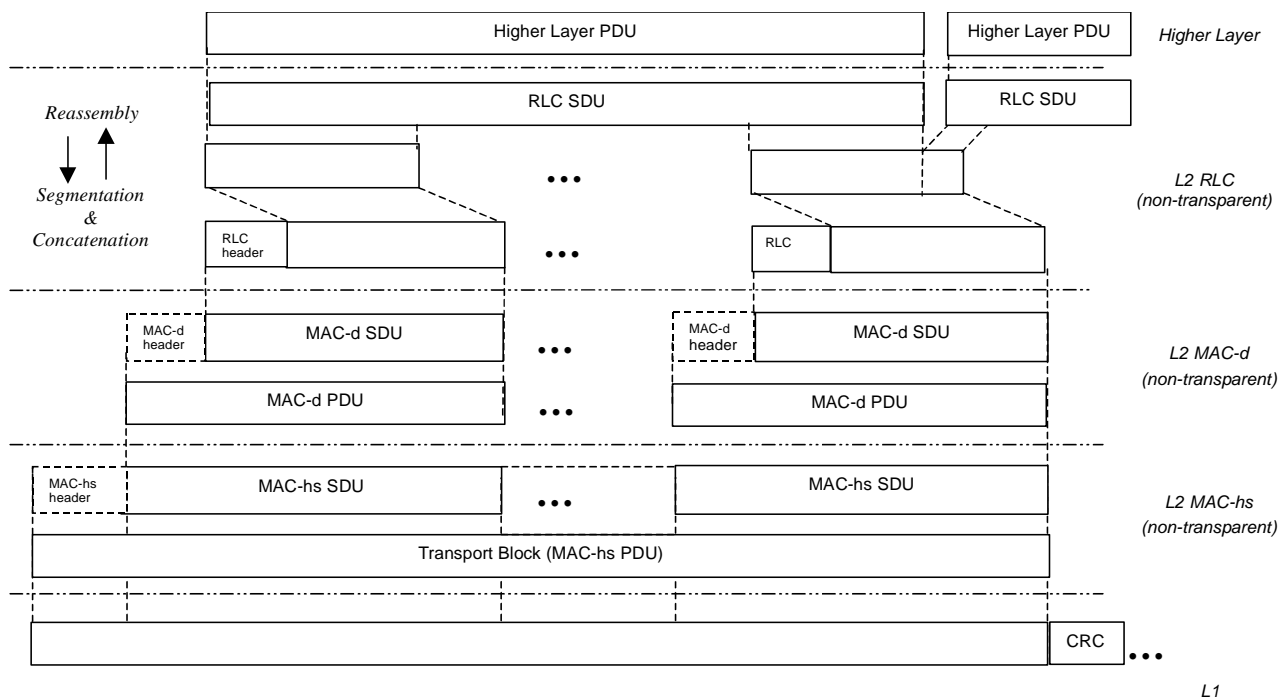 Higher Layer PDU
Higher Layer PDU
Higher Layer
RLC SDU
RLC SDU
Reassembly
Segmentation
&
Concatenation
•••
L2 RLC
(non-transparent)
RLC
header
•••
RLC
MAC-d
header
MAC-d SDU
•••
MAC-d
header
MAC-d SDU
L2 MAC-d
(non-transparent)
MAC-d PDU
•••
MAC-d PDU
MAC-hs
header
MAC-hs SDU
•••
MAC-hs SDU
L2 MAC-hs
(non-transparent)
Transport Block (MAC-hs PDU)
CRC
•••
L1